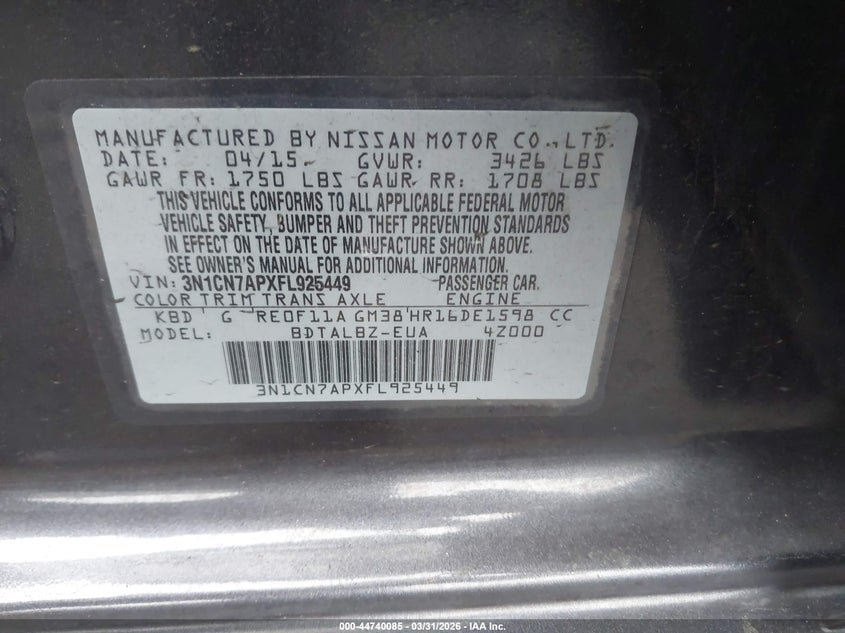 MANUFACTURED BY NISSAN MOTOR CO., LTD.
DATE: 04/15 GVWR: 3426 LBS
GAWR FR: 1750 LBS GAWR RR: 1708 LBS
THIS VEHICLE CONFORMS TO ALL APPLICABLE FEDERAL MOTOR
VEHICLE SAFETY, BUMPER AND THEFT PREVENTION STANDARDS
IN EFFECT ON THE DATE OF MANUFACTURE SHOWN ABOVE.
SEE OWNER'S MANUAL FOR ADDITIONAL INFORMATION.
VIN: 3N1CN7APXFL925449 PASSENGER CAR.
COLOR TRIM TRANS AXLE ENGINE
KBD G RE0F11A GM38 HR16DE1598 CC
MODEL: BDTALBZ-EUA 4Z000
3N1CN7APXFL925449
000-44740085 - 03/31/2026 - IAA Inc.